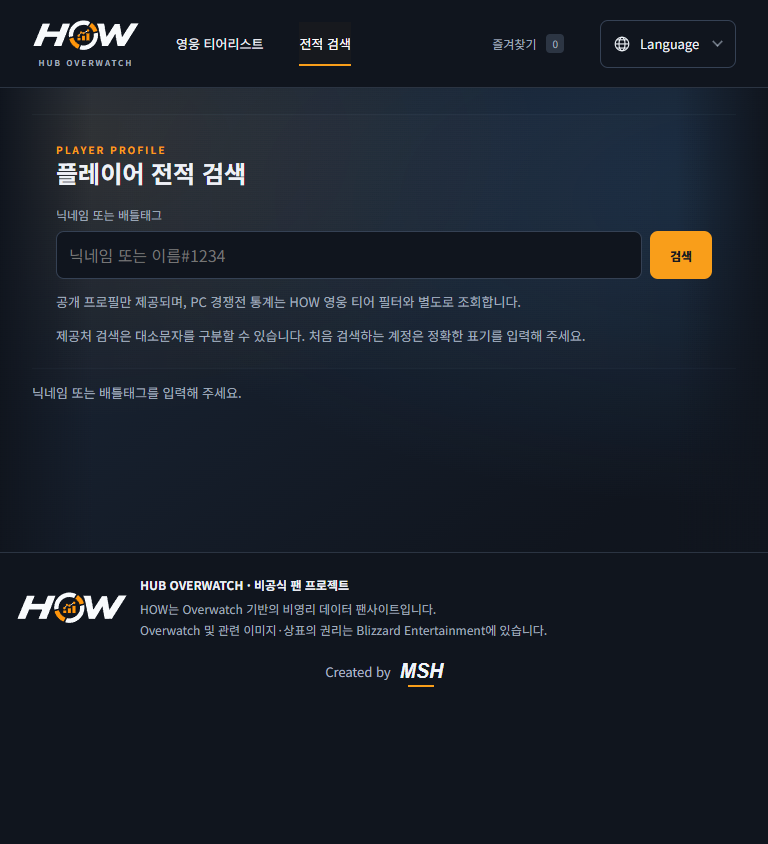 HOW
HUB OVERWATCH
영웅 티어리스트
전적 검색
즐겨찾기 0
Language
PLAYER PROFILE
플레이어 전적 검색
닉네임 또는 배틀태그
닉네임 또는 이름#1234
검색
공개 프로필만 제공되며, PC 경쟁전 통계는 HOW 영웅 티어 필터와 별도로 조회합니다.
제공처 검색은 대소문자를 구분할 수 있습니다. 처음 검색하는 계정은 정확한 표기를 입력해 주세요.
닉네임 또는 배틀태그를 입력해 주세요.
HOW
HUB OVERWATCH · 비공식 팬 프로젝트
HOW는 Overwatch 기반의 비영리 데이터 팬사이트입니다.
Overwatch 및 관련 이미지·상표의 권리는 Blizzard Entertainment에 있습니다.
Created by MSH